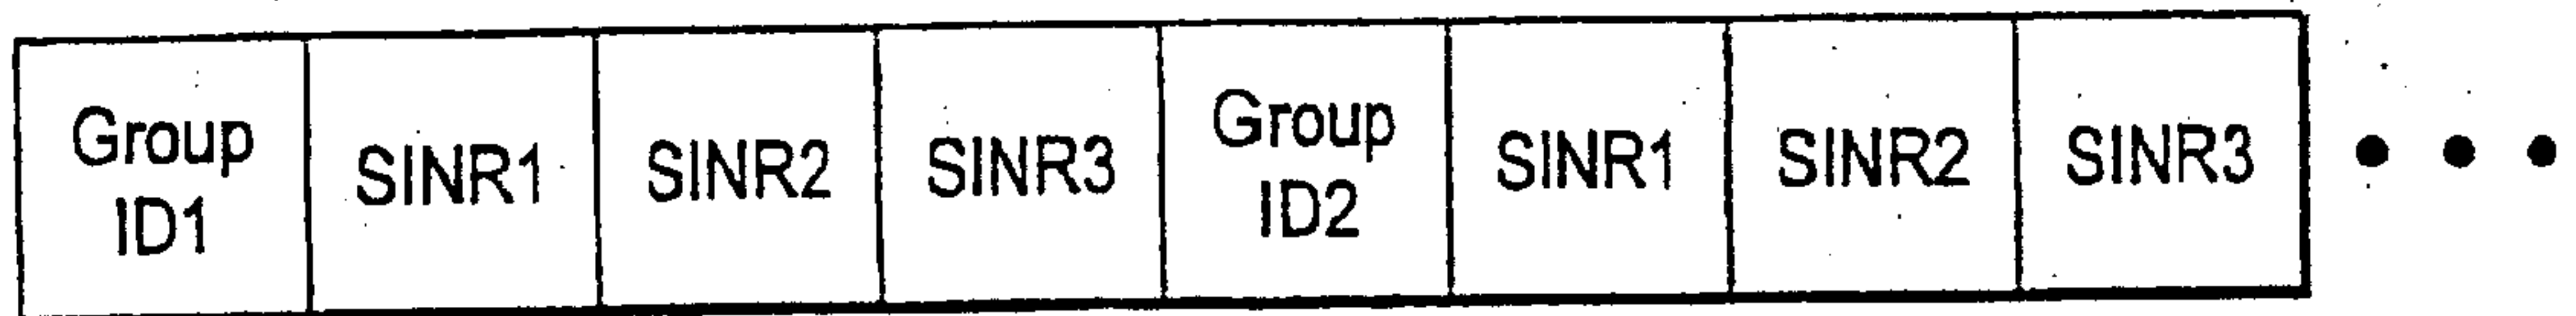 Group
ID1
SINR1
SINR2
SINR3
Group
ID2
SINR1
SINR2
SINR3